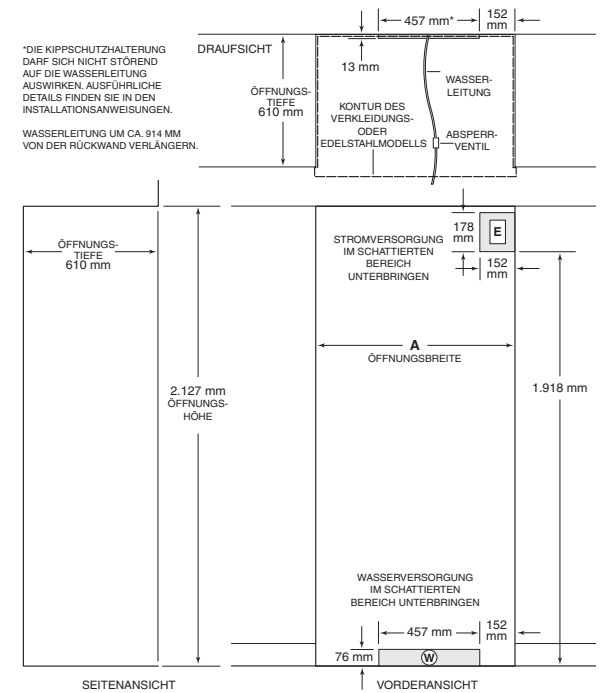 457 mm*
152
mm
*DIE KIPPSCHUTZHALTERUNG
DARF SICH NICHT STÖREND
AUF DIE WASSERLEITUNG
AUSWIRKEN. AUSFÜHRLICHE
DETAILS FINDEN SIE IN DEN
INSTALLATIONSANWEISUNGEN.
WASSERLEITUNG UM CA. 914 MM
VON DER RÜCKWAND VERLÄNGERN.
DRAUFSICHT
13 mm
ÖFFNUNGS-
TIEFE
610 mm
WASSER-
LEITUNG
KONTUR DES
VERKLEIDUNGS-
ODER
EDELSTAHLMODELLS
ABSPERR-
VENTIL
ÖFFNUNGS-
TIEFE
610 mm
STROMVERSORGUNG
IM SCHATTIERTEN
BEREICH
UNTERBRINGEN
178
mm
E
152
mm
A
ÖFFNUNGSBREITE
2.127 mm
ÖFFNUNGS-
HÖHE
1.918 mm
WASSERVERSORGUNG
IM SCHATTIERTEN
BEREICH UNTERBRINGEN
457 mm
152
mm
76 mm
W
SEITENANSICHT
VORDERANSICHT